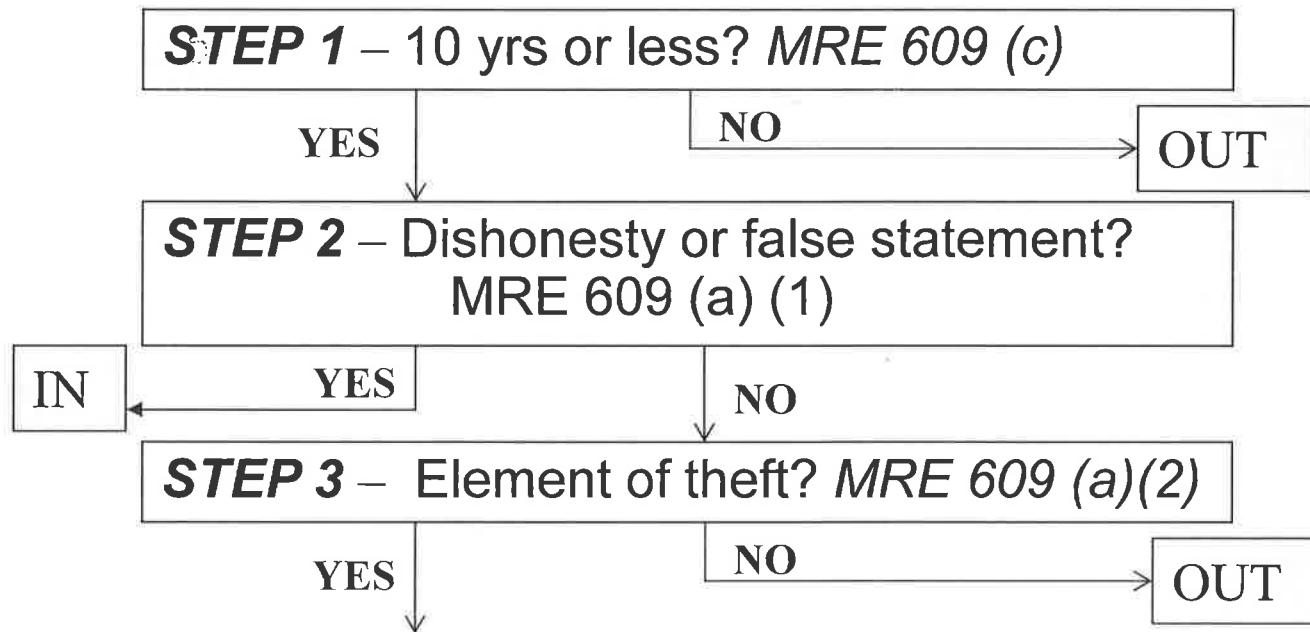 STEP 1 – 10 yrs or less? MRE 609 (c)
YES
NO
OUT
STEP 2 – Dishonesty or false statement?
MRE 609 (a) (1)
IN
YES
NO
STEP 3 – Element of theft? MRE 609 (a)(2)
YES
NO
OUT